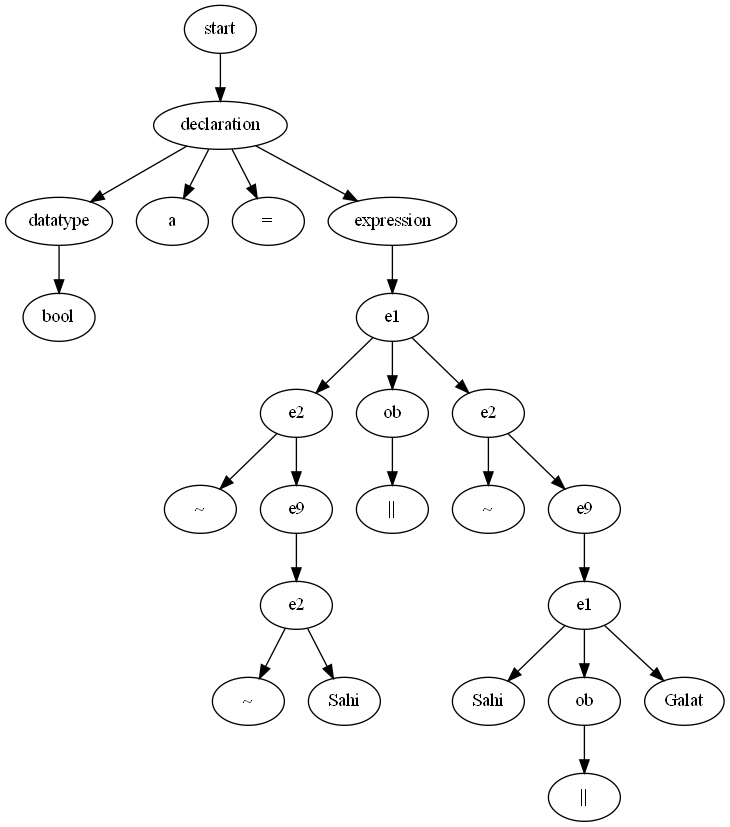 start
declaration
datatype a = expression
bool e1
e2 ob e2
~ e9 || ~ e9
e2 e1
~ Sahi Sahi ob Galat
||